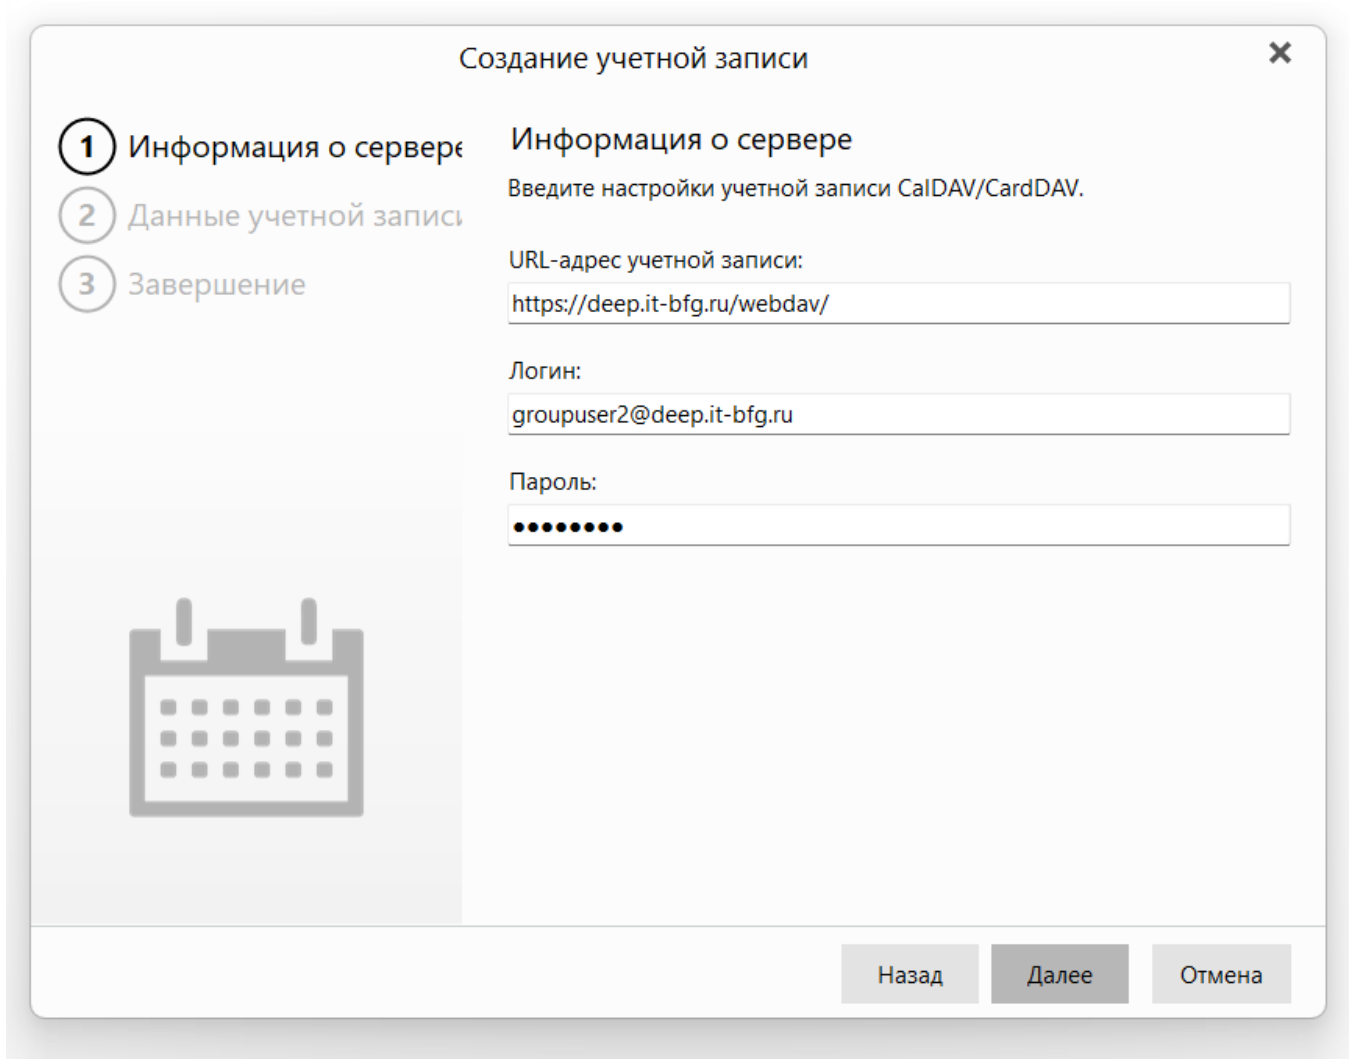 Создание учетной записи
1 Информация о сервере
2 Данные учетной записи
3 Завершение
Информация о сервере
Введите настройки учетной записи CalDAV/CardDAV.
URL-адрес учетной записи:
https://deep.it-bfg.ru/webdav/
Логин:
groupuser2@deep.it-bfg.ru
Пароль:
●●●●●●●●
Назад Далее Отмена